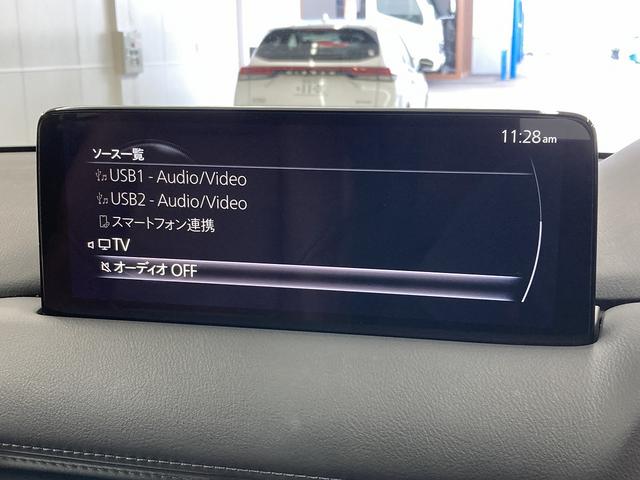 11:28am
ソース一覧
USB1 - Audio/Video
USB2 - Audio/Video
スマートフォン連携
TV
オーディオ OFF